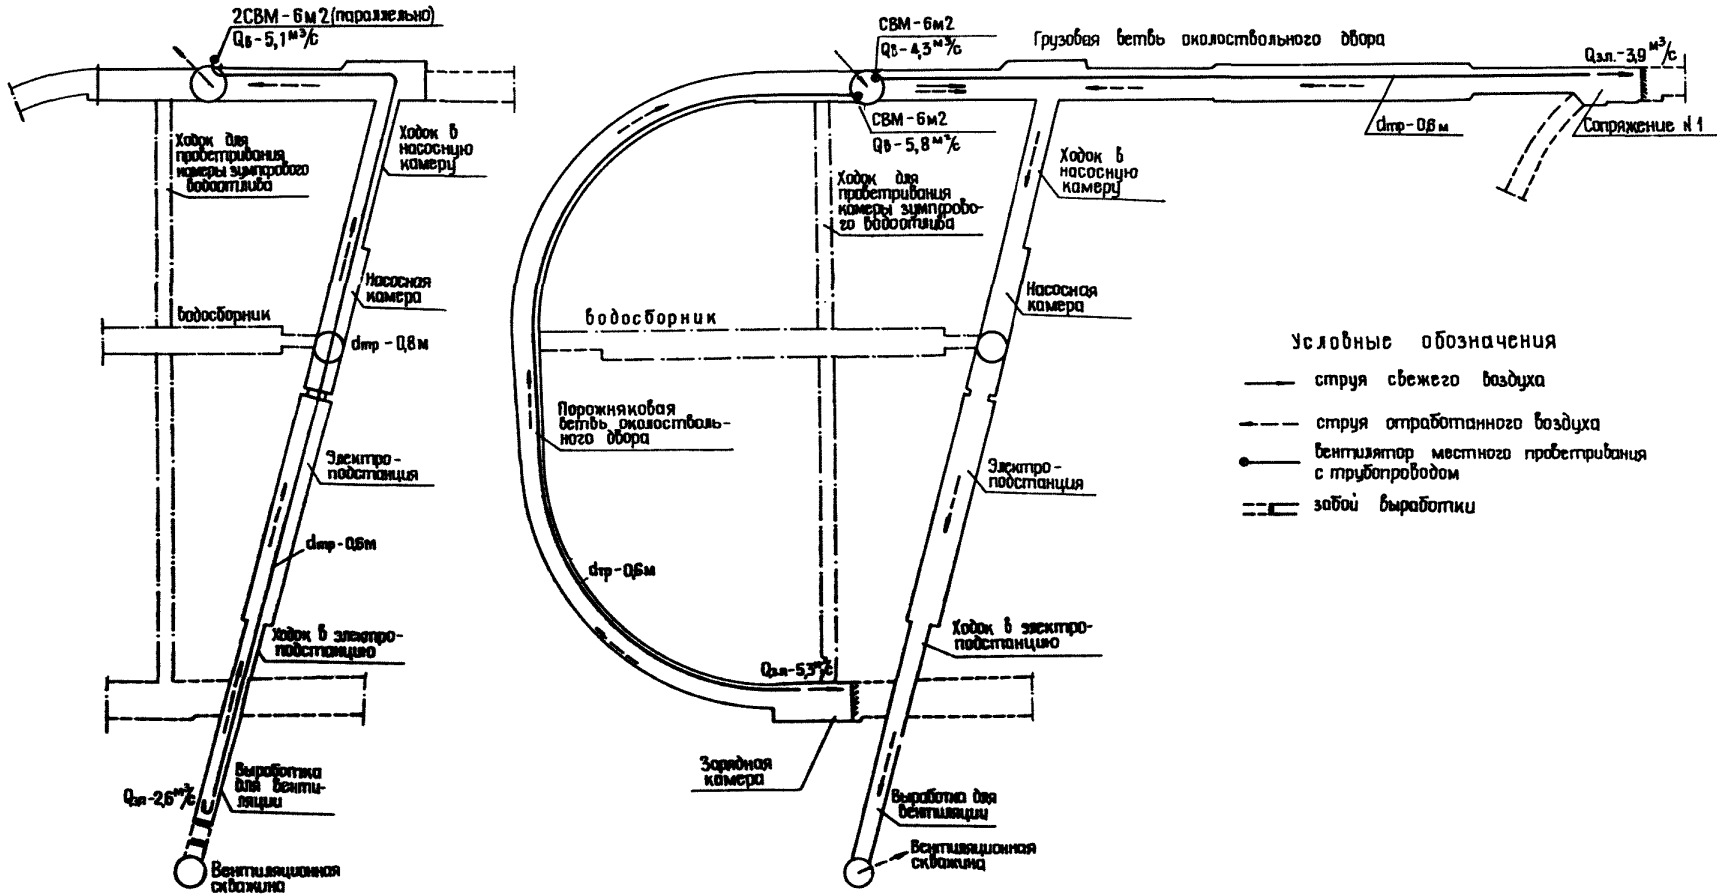 2СВМ-6м2 (параллельно)
Qв-5,1 м³/с
Ходок для
проветривания
камеры зумпфового
водоотлива
Ходок в
насосную
камеру
Насосная
камера
водосборник
dтр-0,8м
Электро-
подстанция
dтр-0,6м
Ходок в электро-
подстанцию
Выработка
для венти-
ляции
Qзп-2,6 м³/с
Вентиляционная
скважина
СВМ-6м2
Qв-4,3 м³/с
Грузовая ветвь околоствольного двора
Qз.п.-3,9 м³/с
СВМ-6м2
Qв-5,8 м³/с
dтр-0,6м
Сопряжение №1
Ходок для
проветривания
камеры зумпфово-
го водоотлива
Ходок в
насосную
камеру
Насосная
камера
водосборник
Порожняковая
ветвь околостволь-
ного двора
Электро-
подстанция
dтр-0,6м
Ходок в электро-
подстанцию
Qзп-5,3 м³/с
Зарядная
камера
Выработка для
вентиляции
Вентиляционная
скважина
Условные обозначения
струя свежего воздуха
струя отработанного воздуха
вентилятор местного проветривания
с трубопроводом
забой выработки